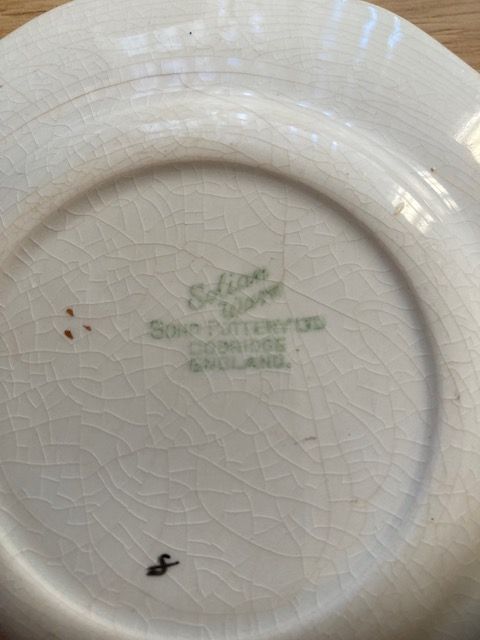 Solian
Ware
SOHO POTTERY LTD
COBRIDGE
ENGLAND.